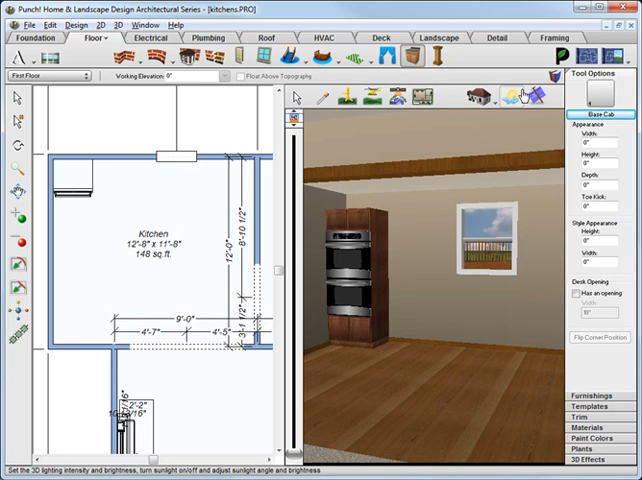 Punch! Home & Landscape Design Architectural Series - [kitchens.PRO]
File Edit Design 2D 3D Window Help
Foundation Floor Electrical Plumbing Roof HVAC Deck Landscape Detail Framing
First Floor Working Elevation: 0" Float Above Topography
Tool Options
Base Cab
Appearance
Width:
0"
Height:
0"
Depth:
0"
Toe Kick:
0"
Style Appearance
Height:
0"
Width:
0"
Desk Opening
Has an opening
Width:
18"
Flip Corner Position
Furnishings
Templates
Trim
Materials
Paint Colors
Plants
3D Effects
Kitchen
12'-8" x 11'-8"
148 sq.ft.
8'-10 1/2"
12'-0"
3'-1 1/2"
9'-0"
4'-7" 4'-5"
2'-2"
Set the 3D lighting intensity and brightness, turn sunlight on/off and adjust sunlight angle and brightness